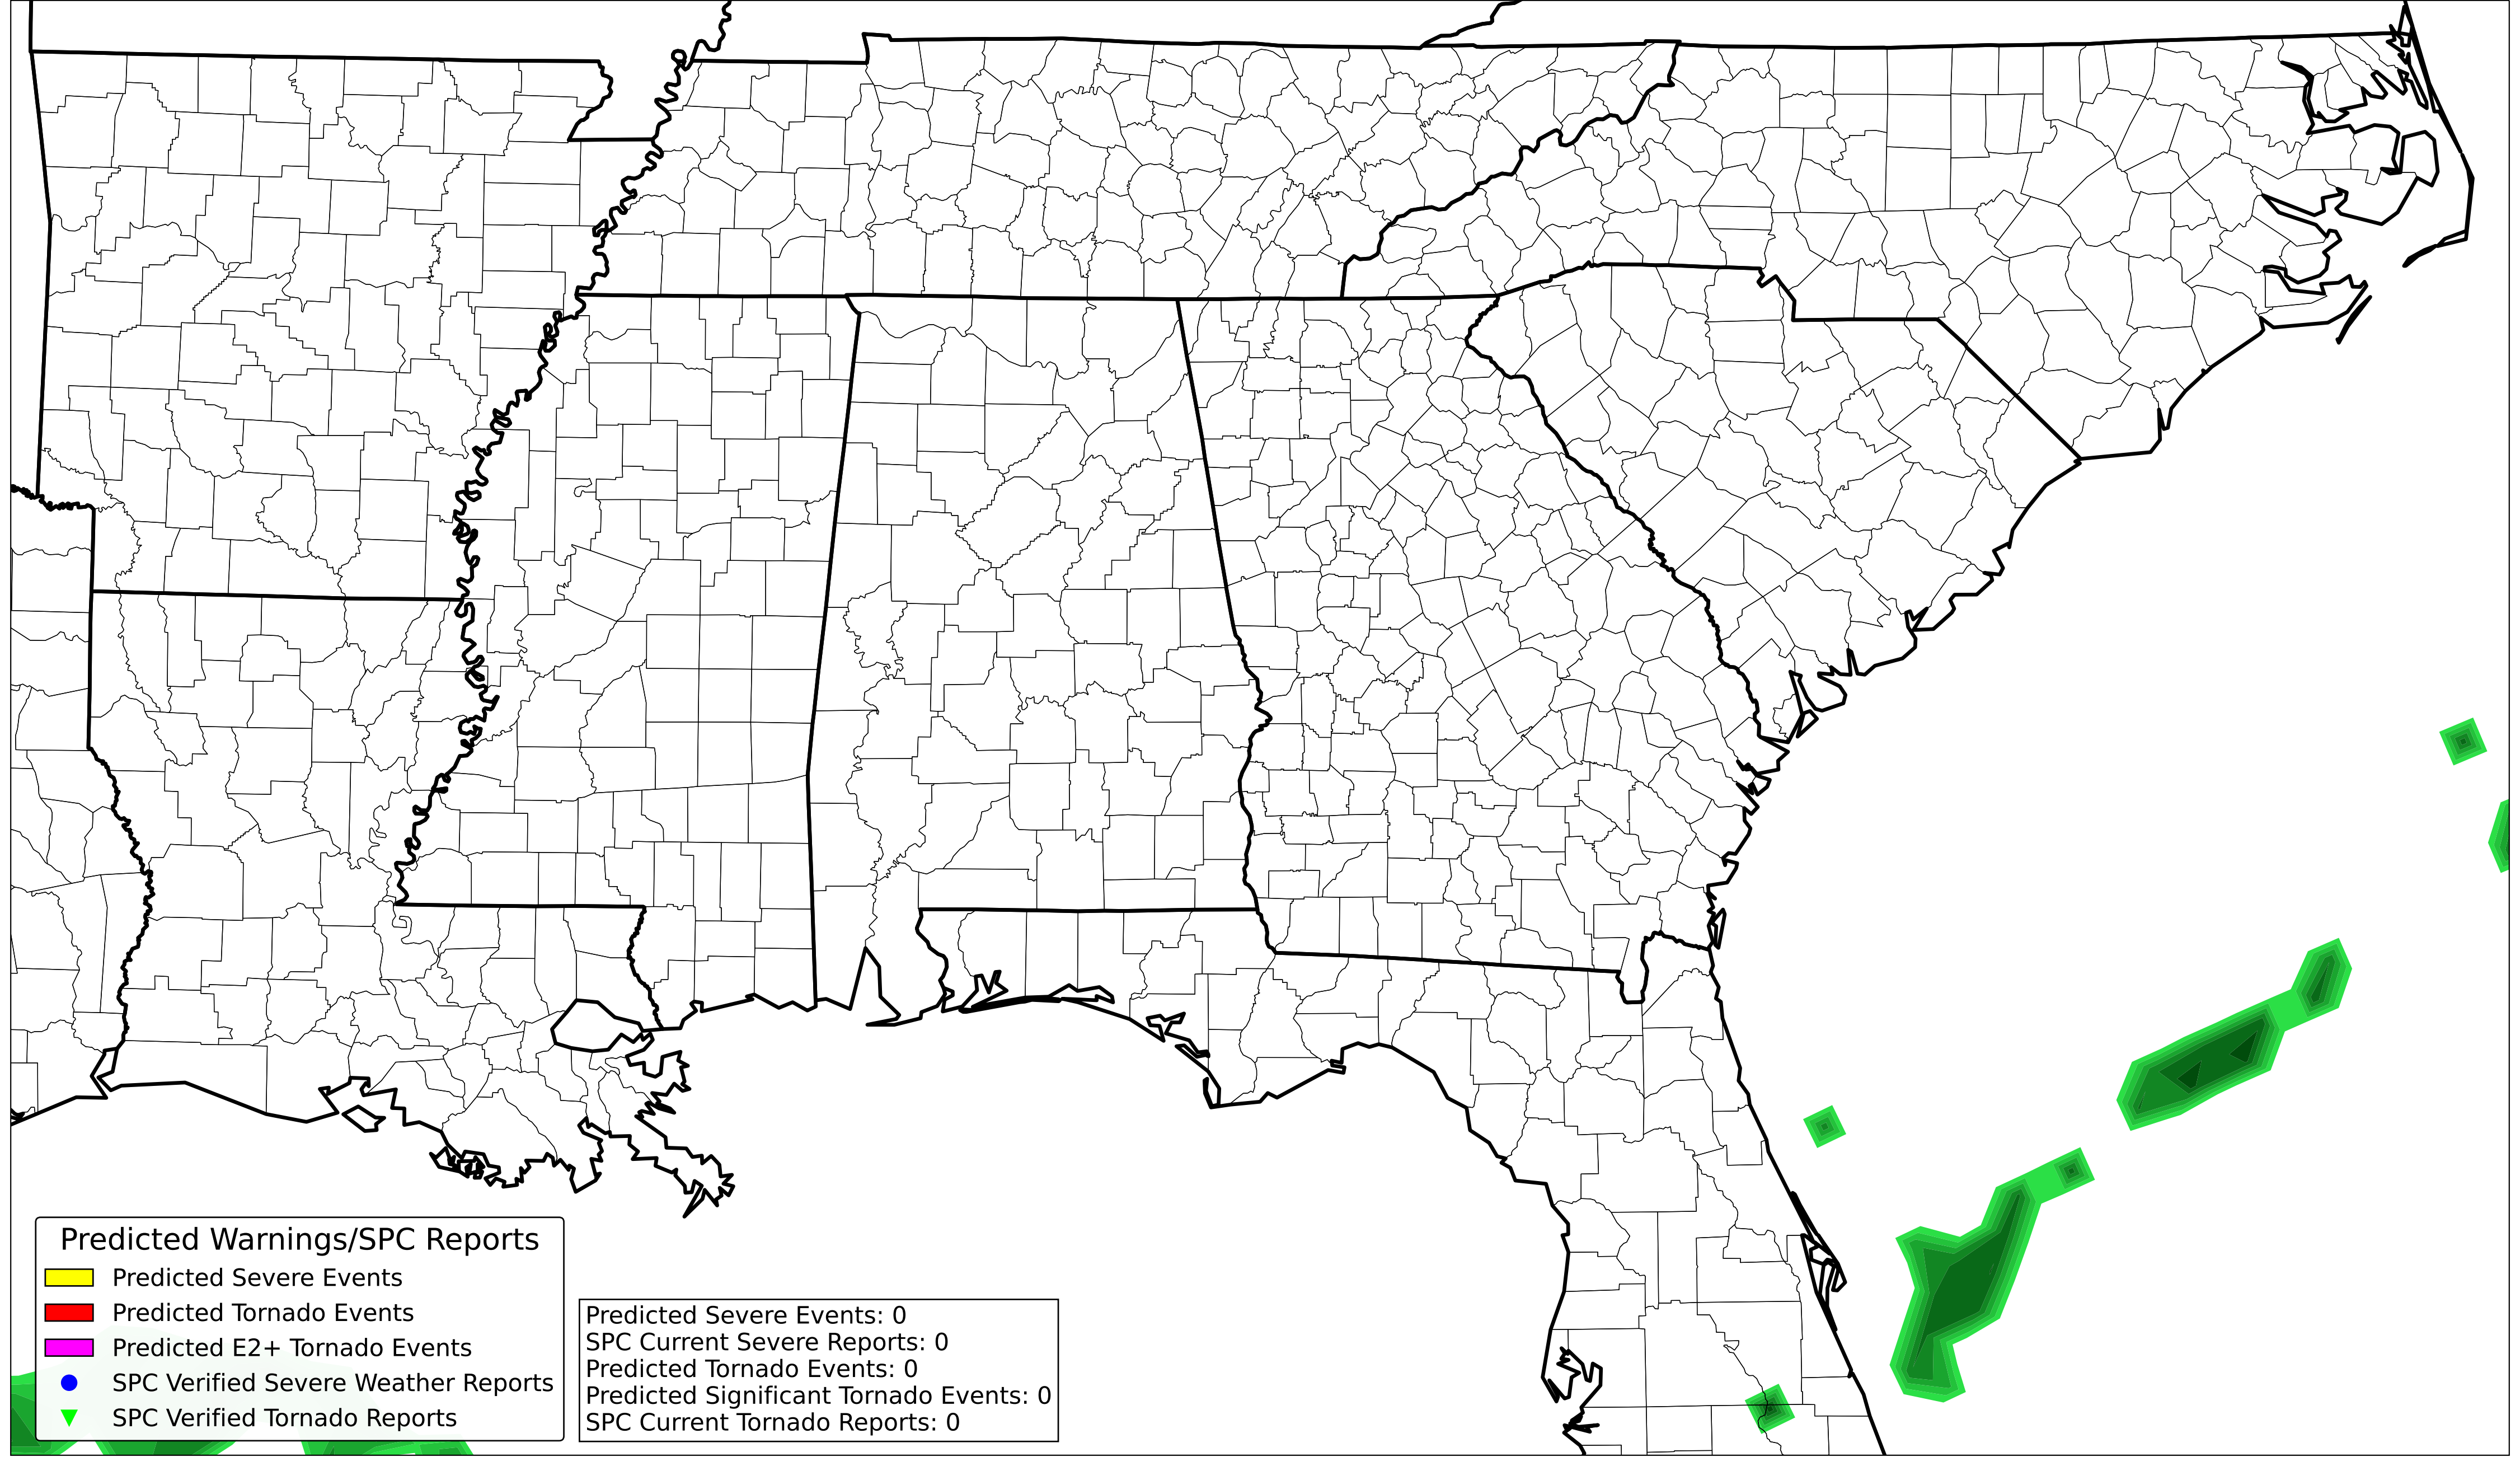 Predicted Warnings/SPC Reports
Predicted Severe Events
Predicted Tornado Events
Predicted E2+ Tornado Events
SPC Verified Severe Weather Reports
SPC Verified Tornado Reports
Predicted Severe Events: 0
SPC Current Severe Reports: 0
Predicted Tornado Events: 0
Predicted Significant Tornado Events: 0
SPC Current Tornado Reports: 0